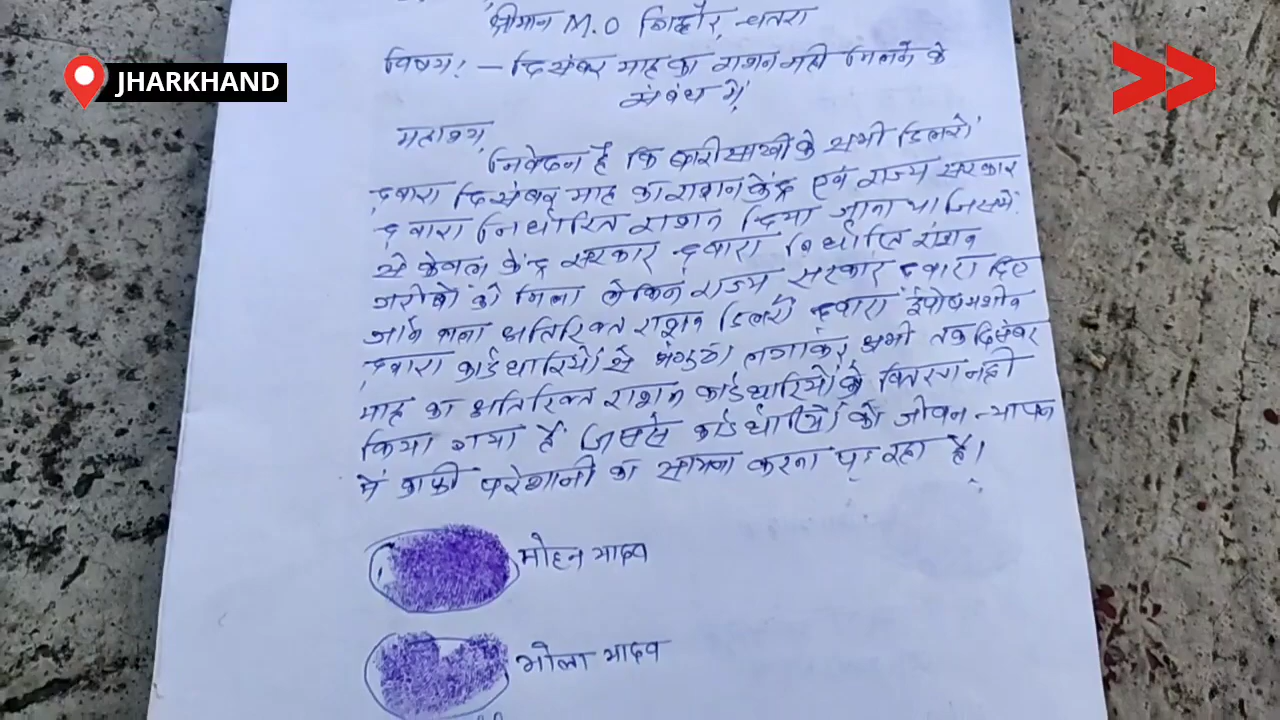 श्रीमान M.O गिद्धौर, चतरा
JHARKHAND
विषय:- दिसंबर माह का राशन नही मिलने के
संबंध में,
महाशय,
निवेदन है कि बारीसाखी के सभी डिलरों
द्वारा दिसंबर माह का राशन केंद्र एवं राज्य सरकार
द्वारा निर्धारित राशन दिया जाना था जिसमें
से केवल केंद्र सरकार द्वारा निर्धारित राशन
गरीबों को मिला लेकिन राज्य सरकार द्वारा दिए
जाने वाला अतिरिक्त राशन डिलरों द्वारा ईपोष मशीन
द्वारा कार्डधारियों से अंगुठा लगाकर अभी तक दिसंबर
माह का अतिरिक्त राशन कार्डधारियों को वितरण नही
किया गया है जिससे कार्डधारियों को जीवन-यापन
में काफी परेशानी का सामना करना पड़ रहा है।
मोहन यादव
भोला यादव